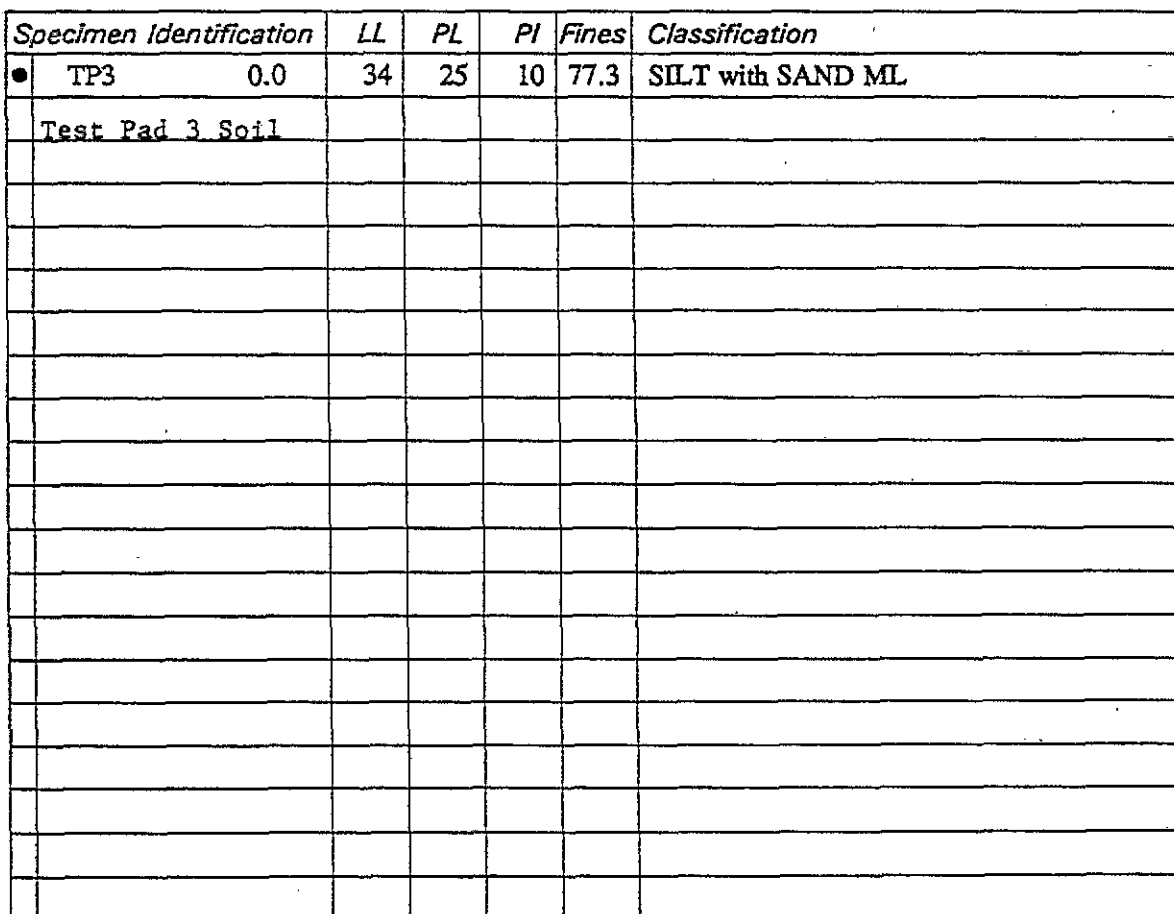 Specimen Identification LL PL PI Fines Classification
● TP3 0.0 34 25 10 77.3 SILT with SAND ML
Test Pad 3 Soil